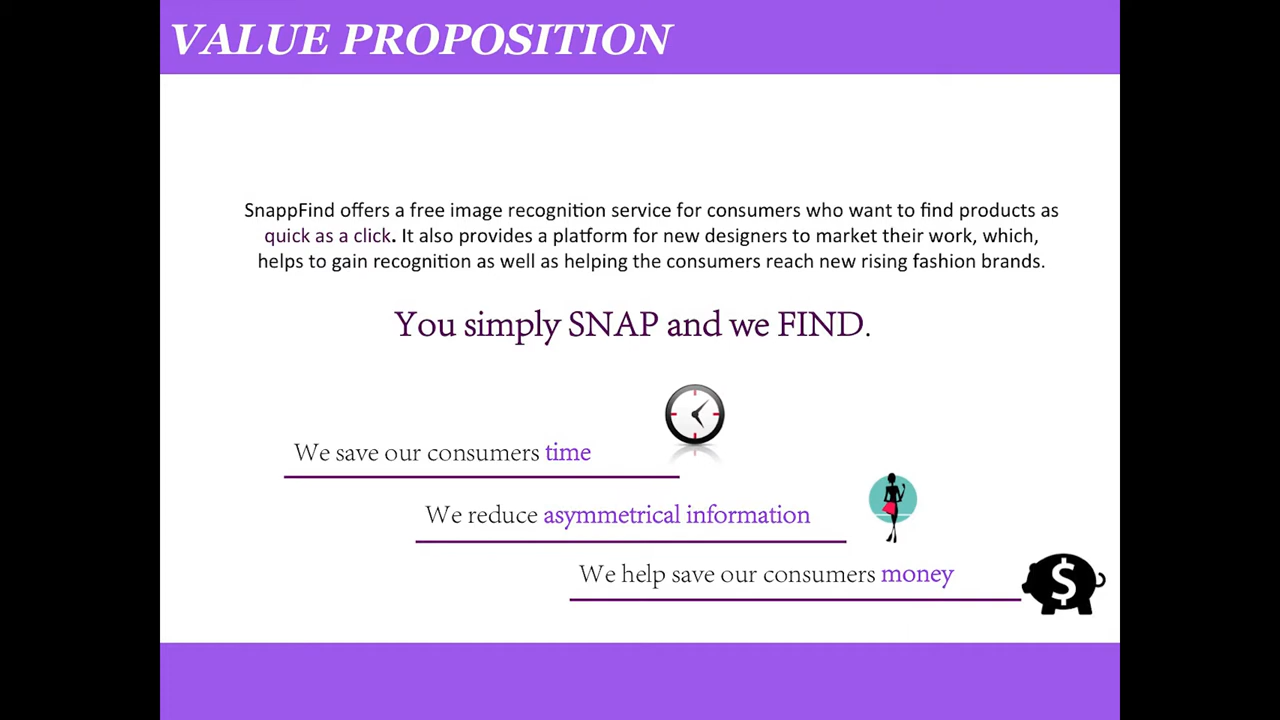 VALUE PROPOSITION
SnappFind offers a free image recognition service for consumers who want to find products as
quick as a click. It also provides a platform for new designers to market their work, which,
helps to gain recognition as well as helping the consumers reach new rising fashion brands.
You simply SNAP and we FIND.
We save our consumers time
We reduce asymmetrical information
We help save our consumers money
$